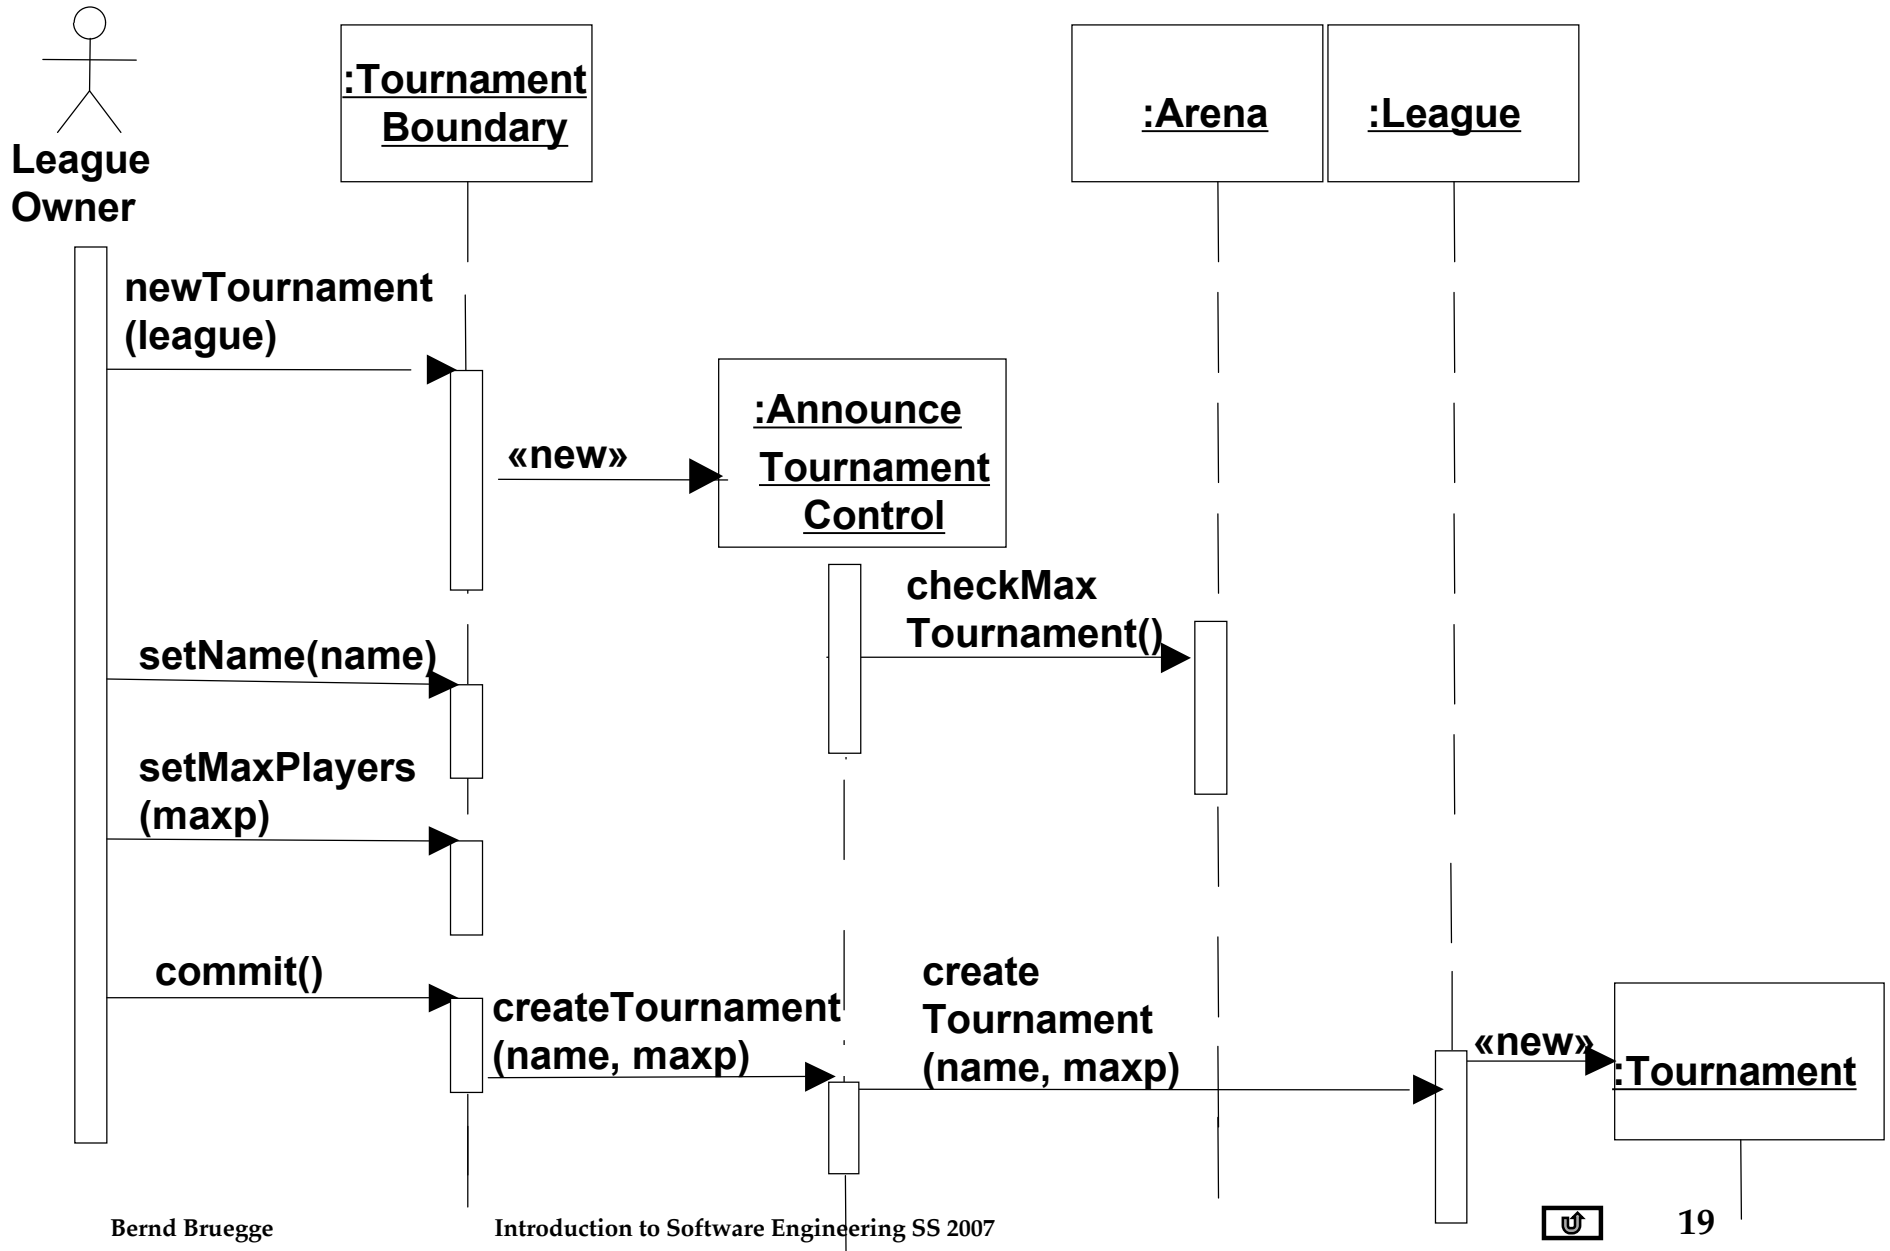 :Tournament
Boundary
:Arena
:League
League
Owner
newTournament
(league)
:Announce
Tournament
Control
«new»
checkMax
Tournament()
setName(name)
setMaxPlayers
(maxp)
commit()
createTournament
(name, maxp)
create
Tournament
(name, maxp)
«new»
:Tournament
Bernd Bruegge
Introduction to Software Engineering SS 2007
19